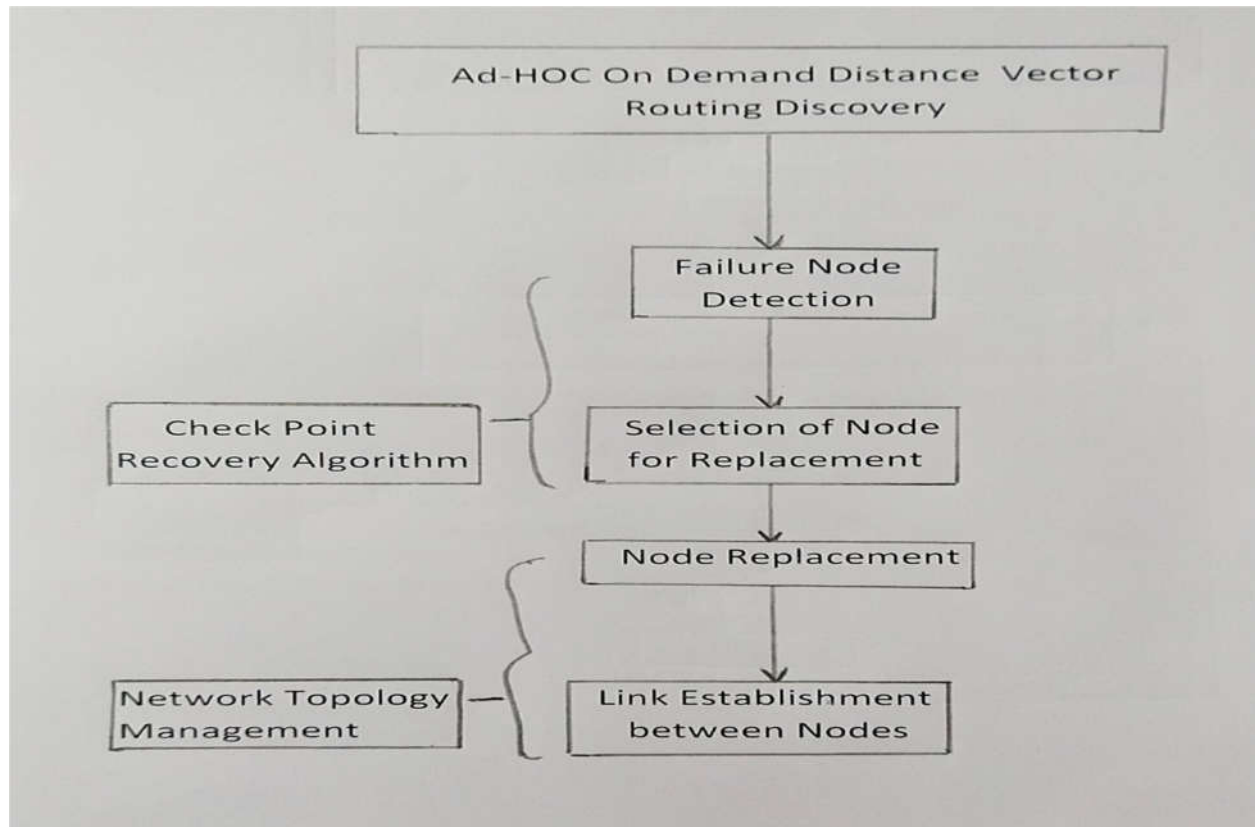 Ad-HOC On Demand Distance Vector
Routing Discovery
Failure Node
Detection
Check Point
Recovery Algorithm
Selection of Node
for Replacement
Node Replacement
Network Topology
Management
Link Establishment
between Nodes